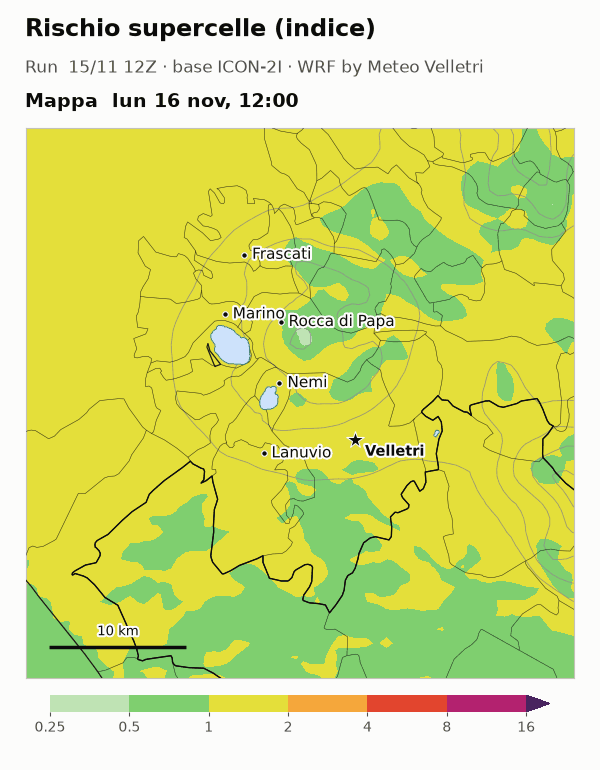 Rischio supercelle (indice)
Run  15/11 12Z · base ICON-2I · WRF by Meteo Velletri
Mappa  lun 16 nov, 12:00
Frascati
Marino
Rocca di Papa
Nemi
Velletri
Lanuvio
10 km
0.25 0.5 1 2 4 8 16